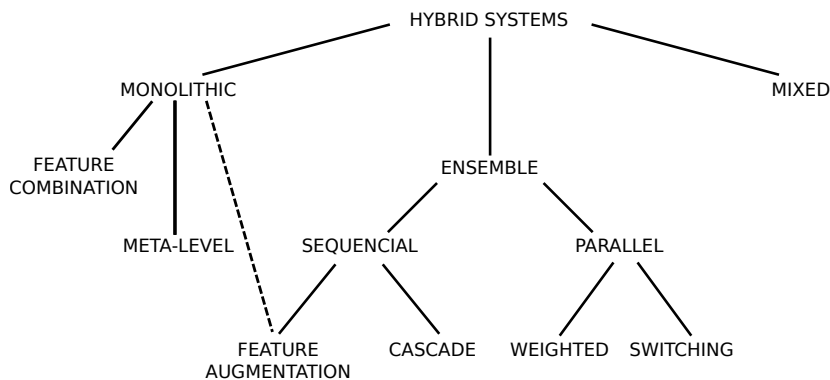 HYBRID SYSTEMS
MONOLITHIC
MIXED
FEATURE
COMBINATION
ENSEMBLE
META-LEVEL
SEQUENCIAL
PARALLEL
FEATURE
AUGMENTATION
CASCADE
WEIGHTED
SWITCHING